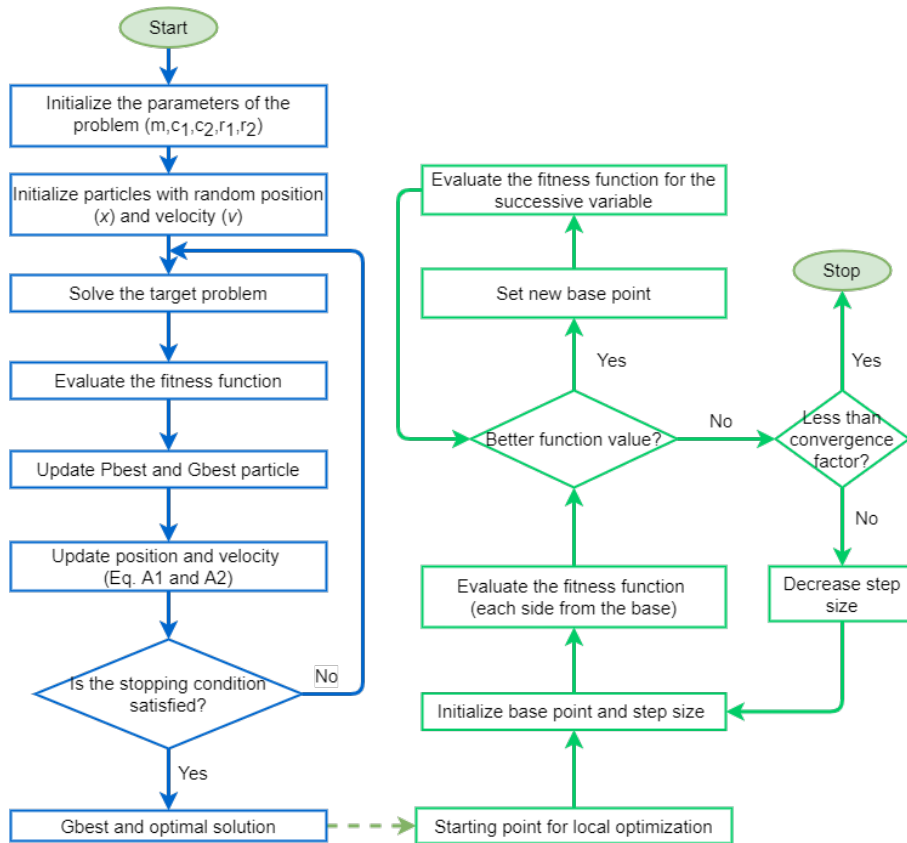 Start
Initialize the parameters of the
problem (m,c1,c2,r1,r2)
Initialize particles with random position
(x) and velocity (v)
Solve the target problem
Evaluate the fitness function
Update Pbest and Gbest particle
Update position and velocity
(Eq. A1 and A2)
Is the stopping condition
satisfied?
No
Yes
Gbest and optimal solution
Starting point for local optimization
Initialize base point and step size
Evaluate the fitness function
(each side from the base)
Better function value?
Yes
Set new base point
Evaluate the fitness function for the
successive variable
No
Less than
convergence
factor?
Yes
Stop
No
Decrease step
size